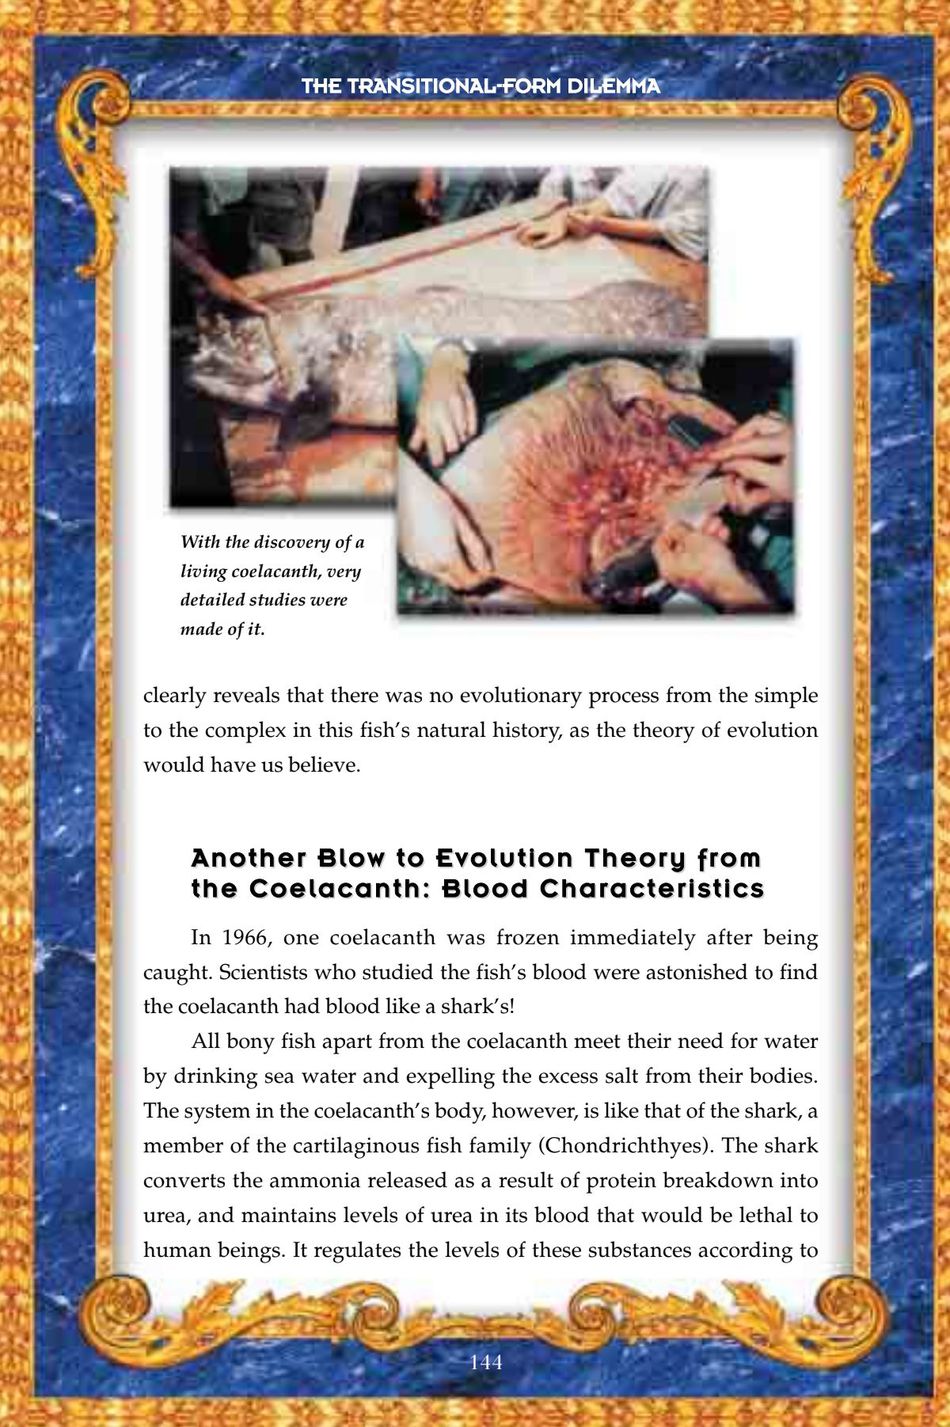 THE TRANSITIONAL-FORM DILEMMA
With the discovery of a
living coelacanth, very
detailed studies were
made of it.
clearly reveals that there was no evolutionary process from the simple
to the complex in this fish’s natural history, as the theory of evolution
would have us believe.
Another Blow to Evolution Theory from
the Coelacanth: Blood Characteristics
In 1966, one coelacanth was frozen immediately after being
caught. Scientists who studied the fish’s blood were astonished to find
the coelacanth had blood like a shark’s!
All bony fish apart from the coelacanth meet their need for water
by drinking sea water and expelling the excess salt from their bodies.
The system in the coelacanth’s body, however, is like that of the shark, a
member of the cartilaginous fish family (Chondrichthyes). The shark
converts the ammonia released as a result of protein breakdown into
urea, and maintains levels of urea in its blood that would be lethal to
human beings. It regulates the levels of these substances according to
144